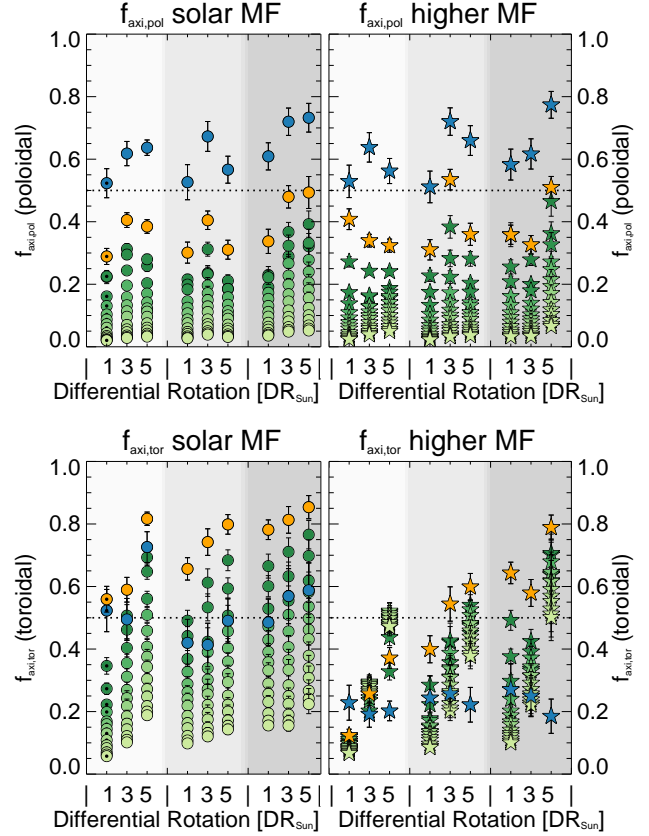 f_axi,pol solar MF f_axi,pol higher MF
1.0 1.0
0.8 0.8
0.6 0.6
0.4 0.4
0.2 0.2
0.0 0.0
f_axi,pol (poloidal) f_axi,pol (poloidal)
| 1 3 5 | 1 3 5 | 1 3 5 | 1 3 5 | 1 3 5 | 1 3 5 |
Differential Rotation [DR_Sun] Differential Rotation [DR_Sun]
f_axi,tor solar MF f_axi,tor higher MF
1.0 1.0
0.8 0.8
0.6 0.6
0.4 0.4
0.2 0.2
0.0 0.0
f_axi,tor (toroidal) f_axi,tor (toroidal)
| 1 3 5 | 1 3 5 | 1 3 5 | 1 3 5 | 1 3 5 | 1 3 5 |
Differential Rotation [DR_Sun] Differential Rotation [DR_Sun]